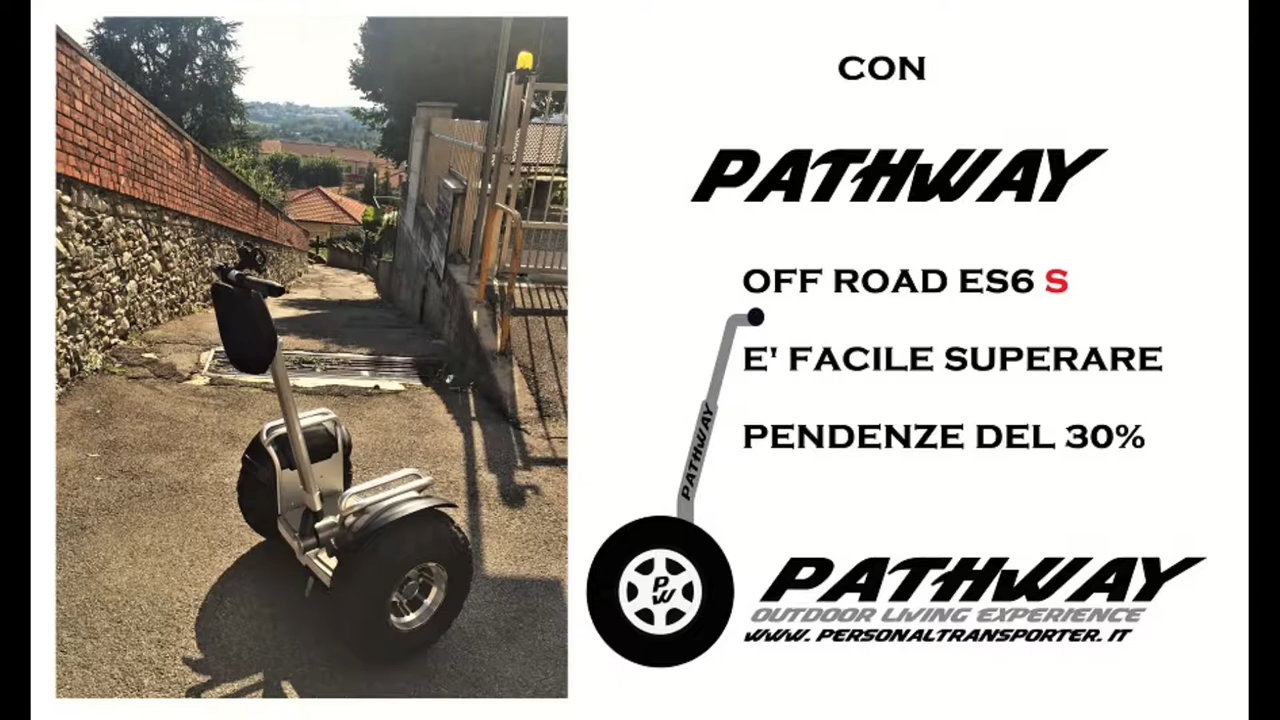 CON
PATHWAY
OFF ROAD ES6 S
E' FACILE SUPERARE
PENDENZE DEL 30%
PATHWAY
PW
PATHWAY
OUTDOOR LIVING EXPERIENCE
WWW. PERSONALTRANSPORTER. IT